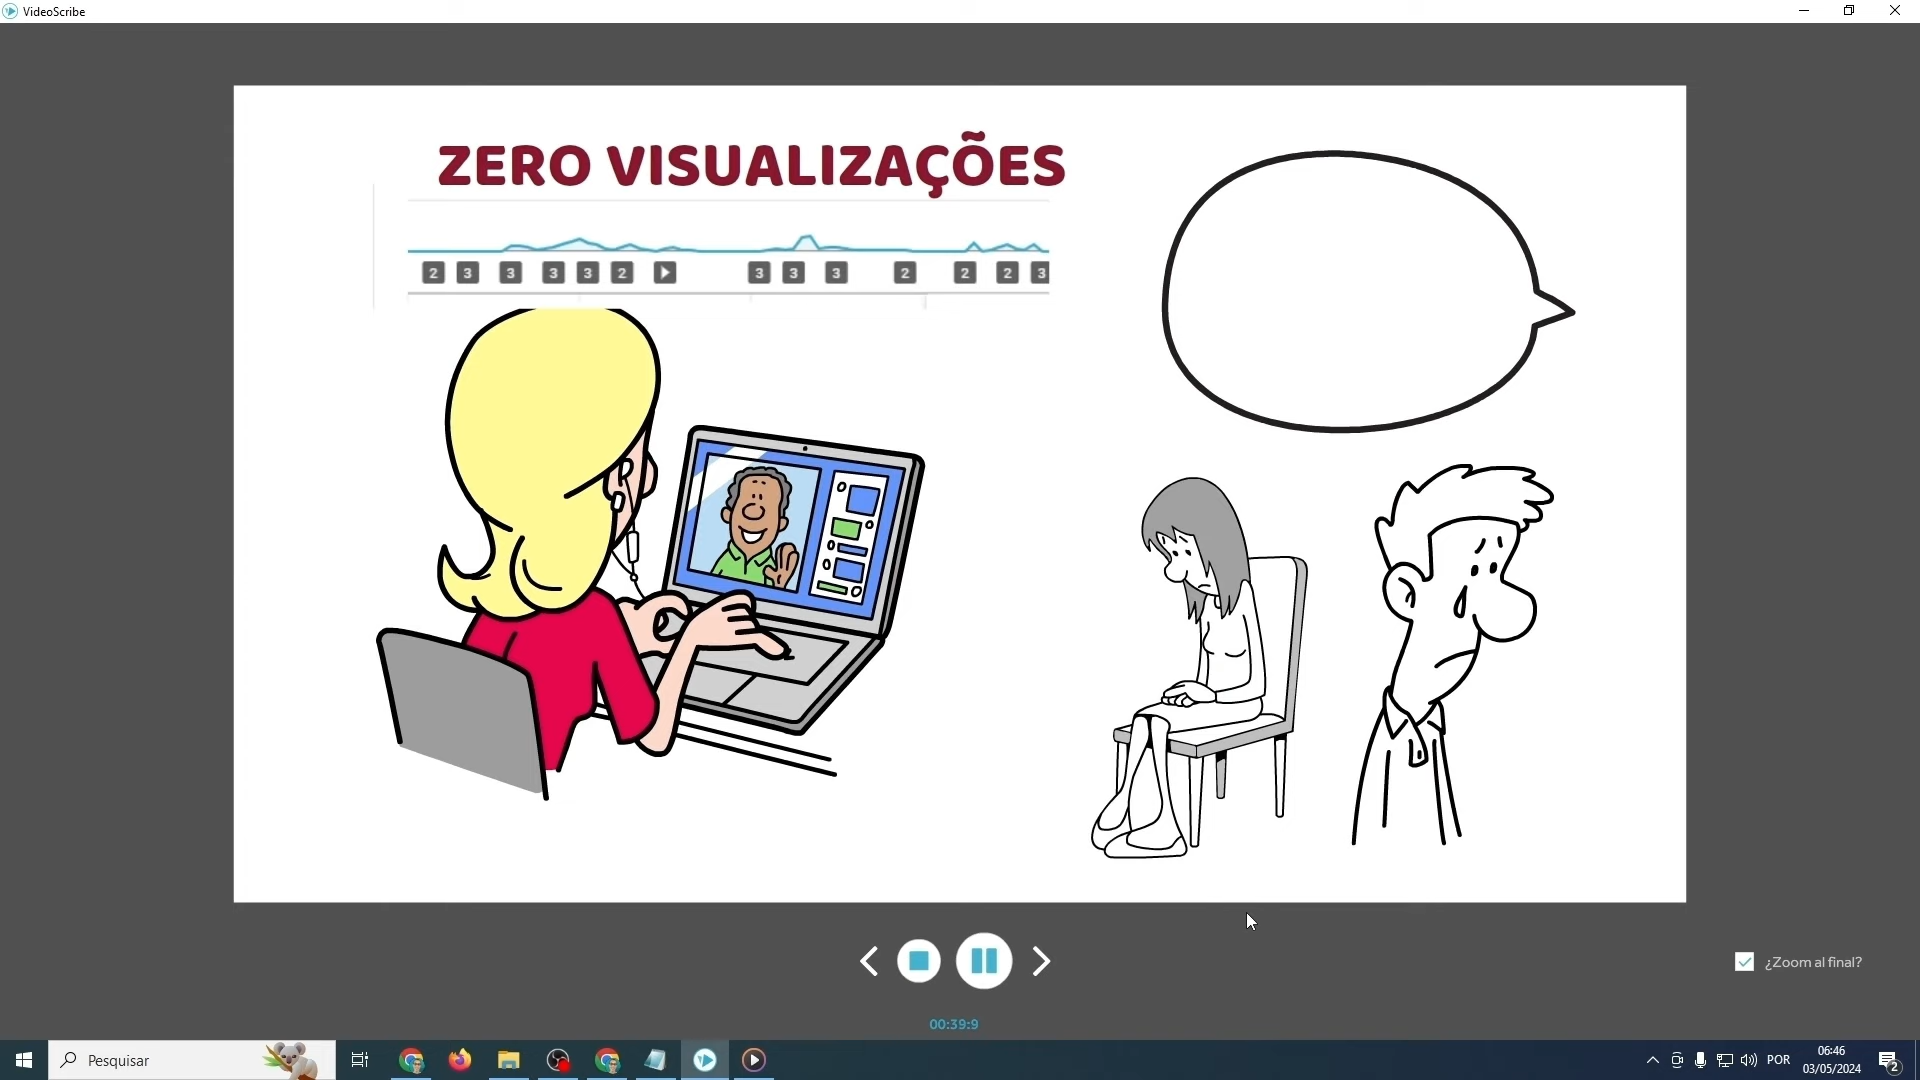 VideoScribe
ZERO VISUALIZAÇÕES
2 3 3 3 3 2 3 3 3 2 2 2 3
¿Zoom al final?
00:39:9
Pesquisar
POR
06:46
03/05/2024
2